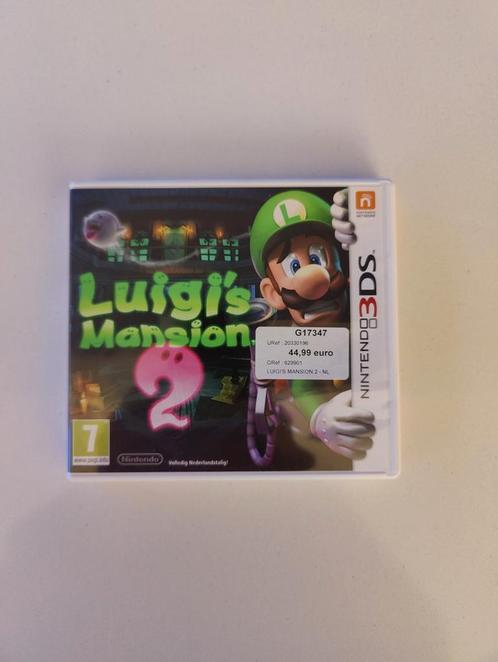 Luigi's
Mansion
2
L
NINTENDO 3DS
G17347
URef : 20330196
44,99 euro
ORef : 629901
LUIGI'S MANSION 2 - NL
7
www.pegi.info
Nintendo
Volledig Nederlandstalig!